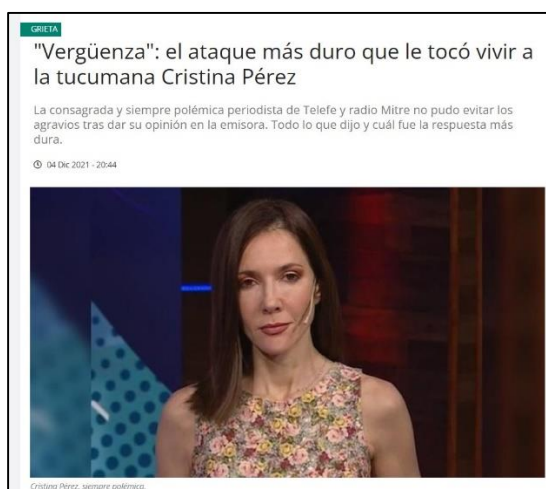 GRIETA
"Vergüenza": el ataque más duro que le tocó vivir a
la tucumana Cristina Pérez
La consagrada y siempre polémica periodista de Telefe y radio Mitre no pudo evitar los
agravios tras dar su opinión en la emisora. Todo lo que dijo y cuál fue la respuesta más
dura.
04 Dic 2021 - 20:44
Cristina Pérez, siempre polémica.